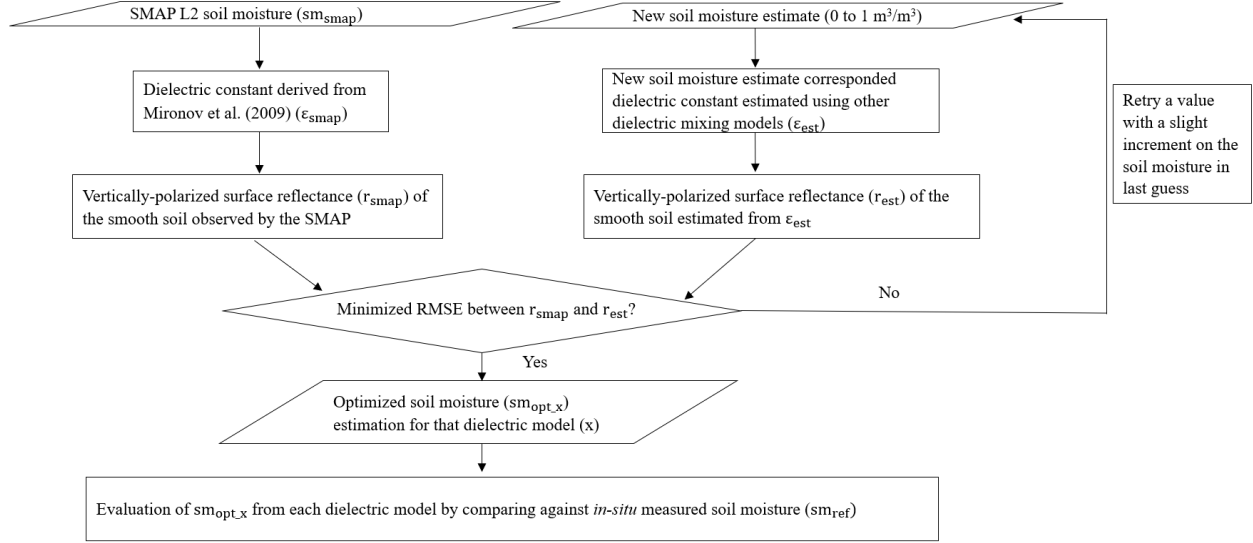 SMAP L2 soil moisture (sm_smap)
New soil moisture estimate (0 to 1 m³/m³)
Dielectric constant derived from
Mironov et al. (2009) (ε_smap)
New soil moisture estimate corresponded
dielectric constant estimated using other
dielectric mixing models (ε_est)
Retry a value
with a slight
increment on the
soil moisture in
last guess
Vertically-polarized surface reflectance (r_smap) of
the smooth soil observed by the SMAP
Vertically-polarized surface reflectance (r_est) of the
smooth soil estimated from ε_est
Minimized RMSE between r_smap and r_est?
No
Yes
Optimized soil moisture (sm_opt_x)
estimation for that dielectric model (x)
Evaluation of sm_opt_x from each dielectric model by comparing against in-situ measured soil moisture (sm_ref)